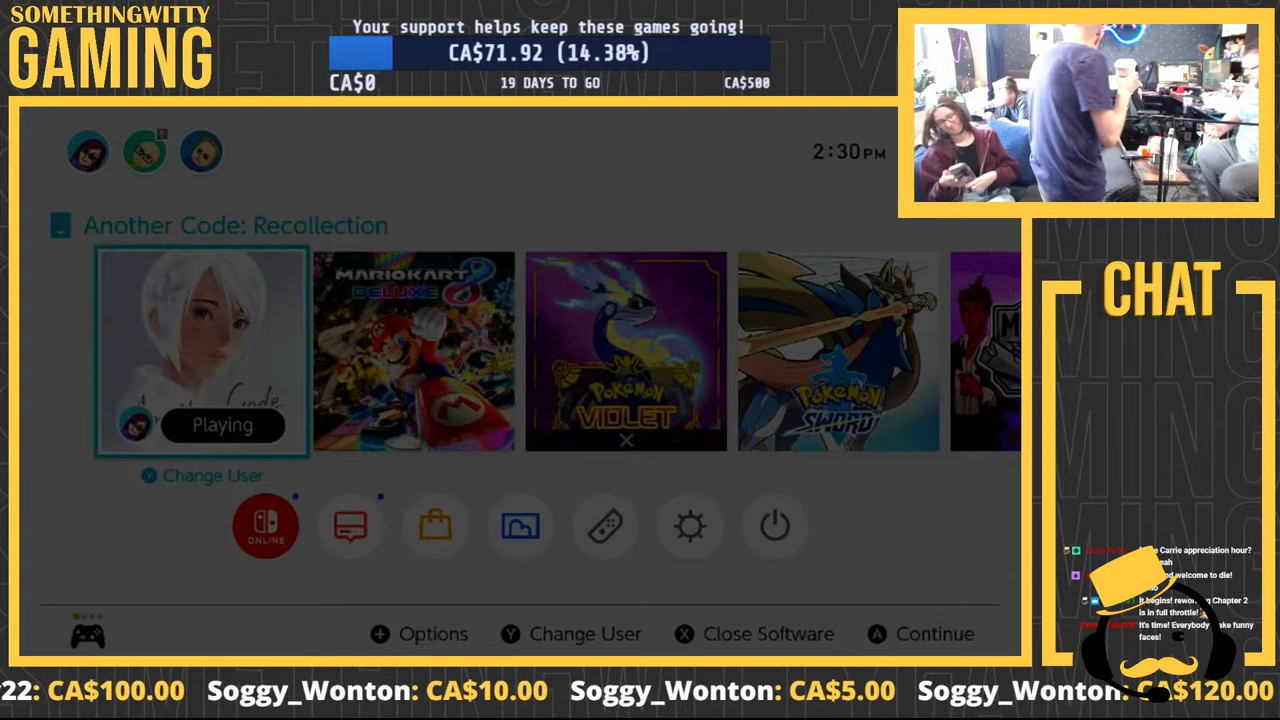 SOMETHINGWITTY
GAMING
Your support helps keep these games going!
CA$71.92 (14.38%)
CA$0
19 DAYS TO GO
CA$500
2:30PM
Another Code: Recollection
MARIOKART 8
DELUXE
POKÉMON
VIOLET
POKÉMON
SWORD
Code
Playing
Change User
ONLINE
Options
Change User
Close Software
Continue
CHAT
Carrie appreciation hour?
welcome to die!
It begins! Chapter 2
is in full throttle!
It's time! Everybody make funny
faces!
22: CA$100.00 Soggy_Wonton: CA$10.00 Soggy_Wonton: CA$5.00 Soggy_Wonton: CA$120.00